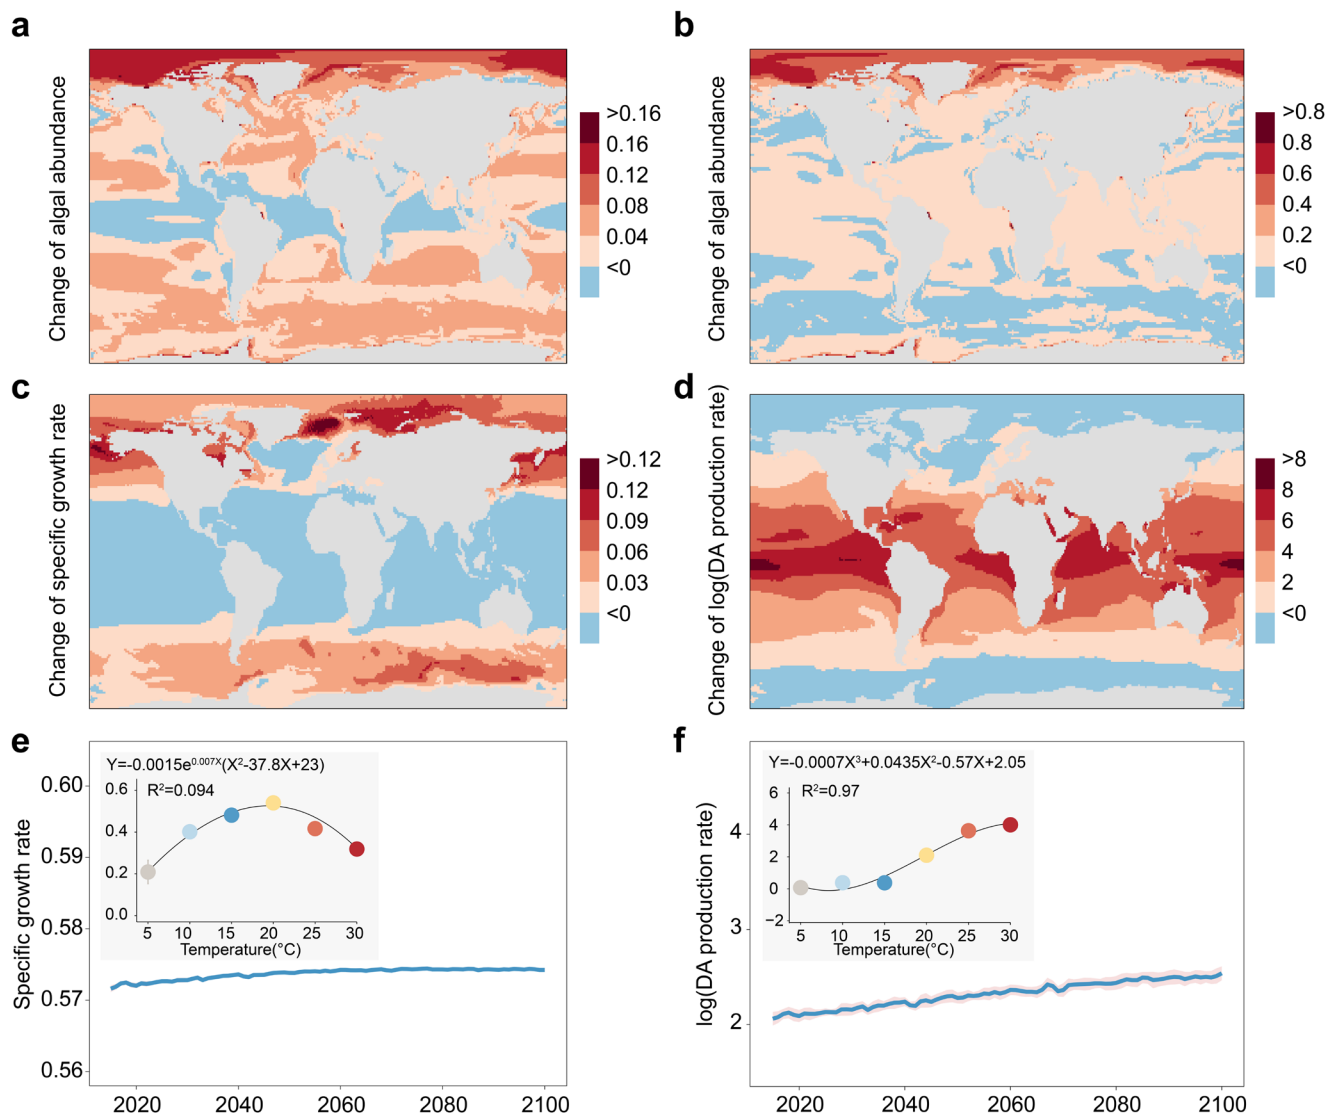 a
Change of algal abundance
>0.16
0.16
0.12
0.08
0.04
<0
b
Change of algal abundance
>0.8
0.8
0.6
0.4
0.2
<0
c
Change of specific growth rate
>0.12
0.12
0.09
0.06
0.03
<0
d
Change of log(DA production rate)
>8
8
6
4
2
<0
e
Specific growth rate
0.60
0.59
0.58
0.57
0.56
2020 2040 2060 2080 2100
Y=-0.0015e^0.007X(X²-37.8X+23)
R²=0.094
0.6
0.4
0.2
0.0
5 10 15 20 25 30
Temperature(°C)
f
log(DA production rate)
4
3
2
2020 2040 2060 2080 2100
Y=-0.0007X³+0.0435X²-0.57X+2.05
R²=0.97
6
4
2
0
−2
5 10 15 20 25 30
Temperature(°C)